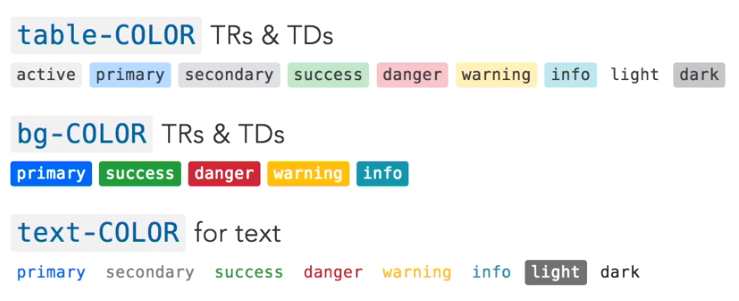 table-COLOR TRs & TDs
active primary secondary success danger warning info light dark
bg-COLOR TRs & TDs
primary success danger warning info
text-COLOR for text
primary secondary success danger warning info light dark